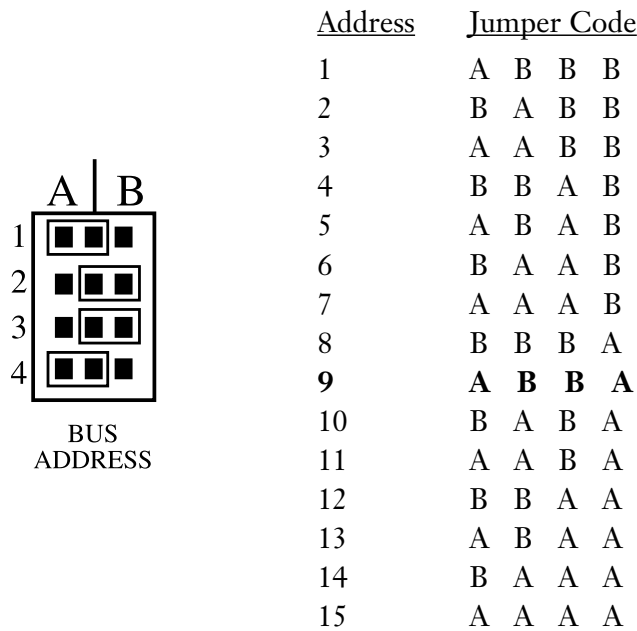 Address Jumper Code
1 A B B B
2 B A B B
3 A A B B
4 B B A B
5 A B A B
6 B A A B
7 A A A B
8 B B B A
9 A B B A
10 B A B A
11 A A B A
12 B B A A
13 A B A A
14 B A A A
15 A A A A
A B
1
2
3
4
BUS
ADDRESS